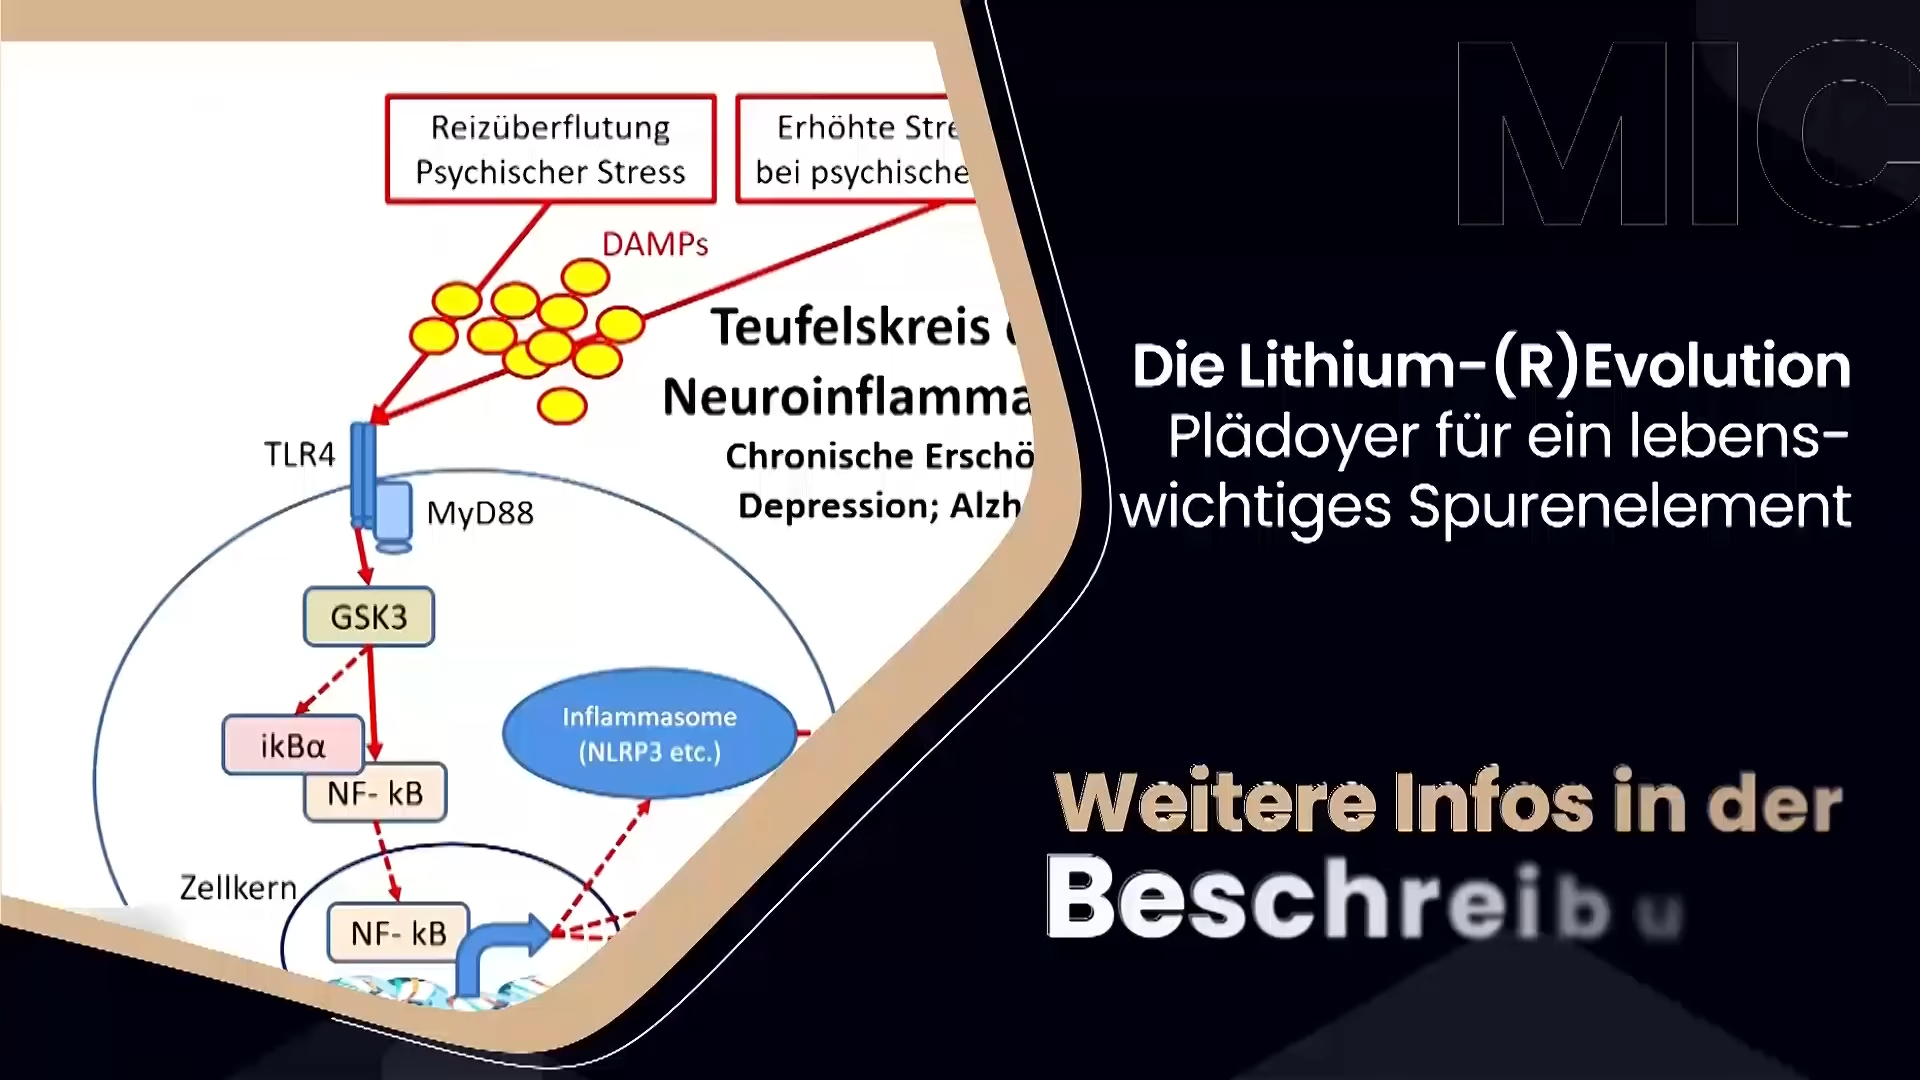 Reizüberflutung
Psychischer Stress
Erhöhte Stre
bei psychische
DAMPs
Teufelskreis
Neuroinflamma
Chronische Erschö
Depression; Alzh
TLR4
MyD88
GSK3
ikBα
NF- kB
Inflammasome
(NLRP3 etc.)
Zellkern
NF- kB
MIC
Die Lithium-(R)Evolution
Plädoyer für ein lebens-
wichtiges Spurenelement
Weitere Infos in der
Beschreibu